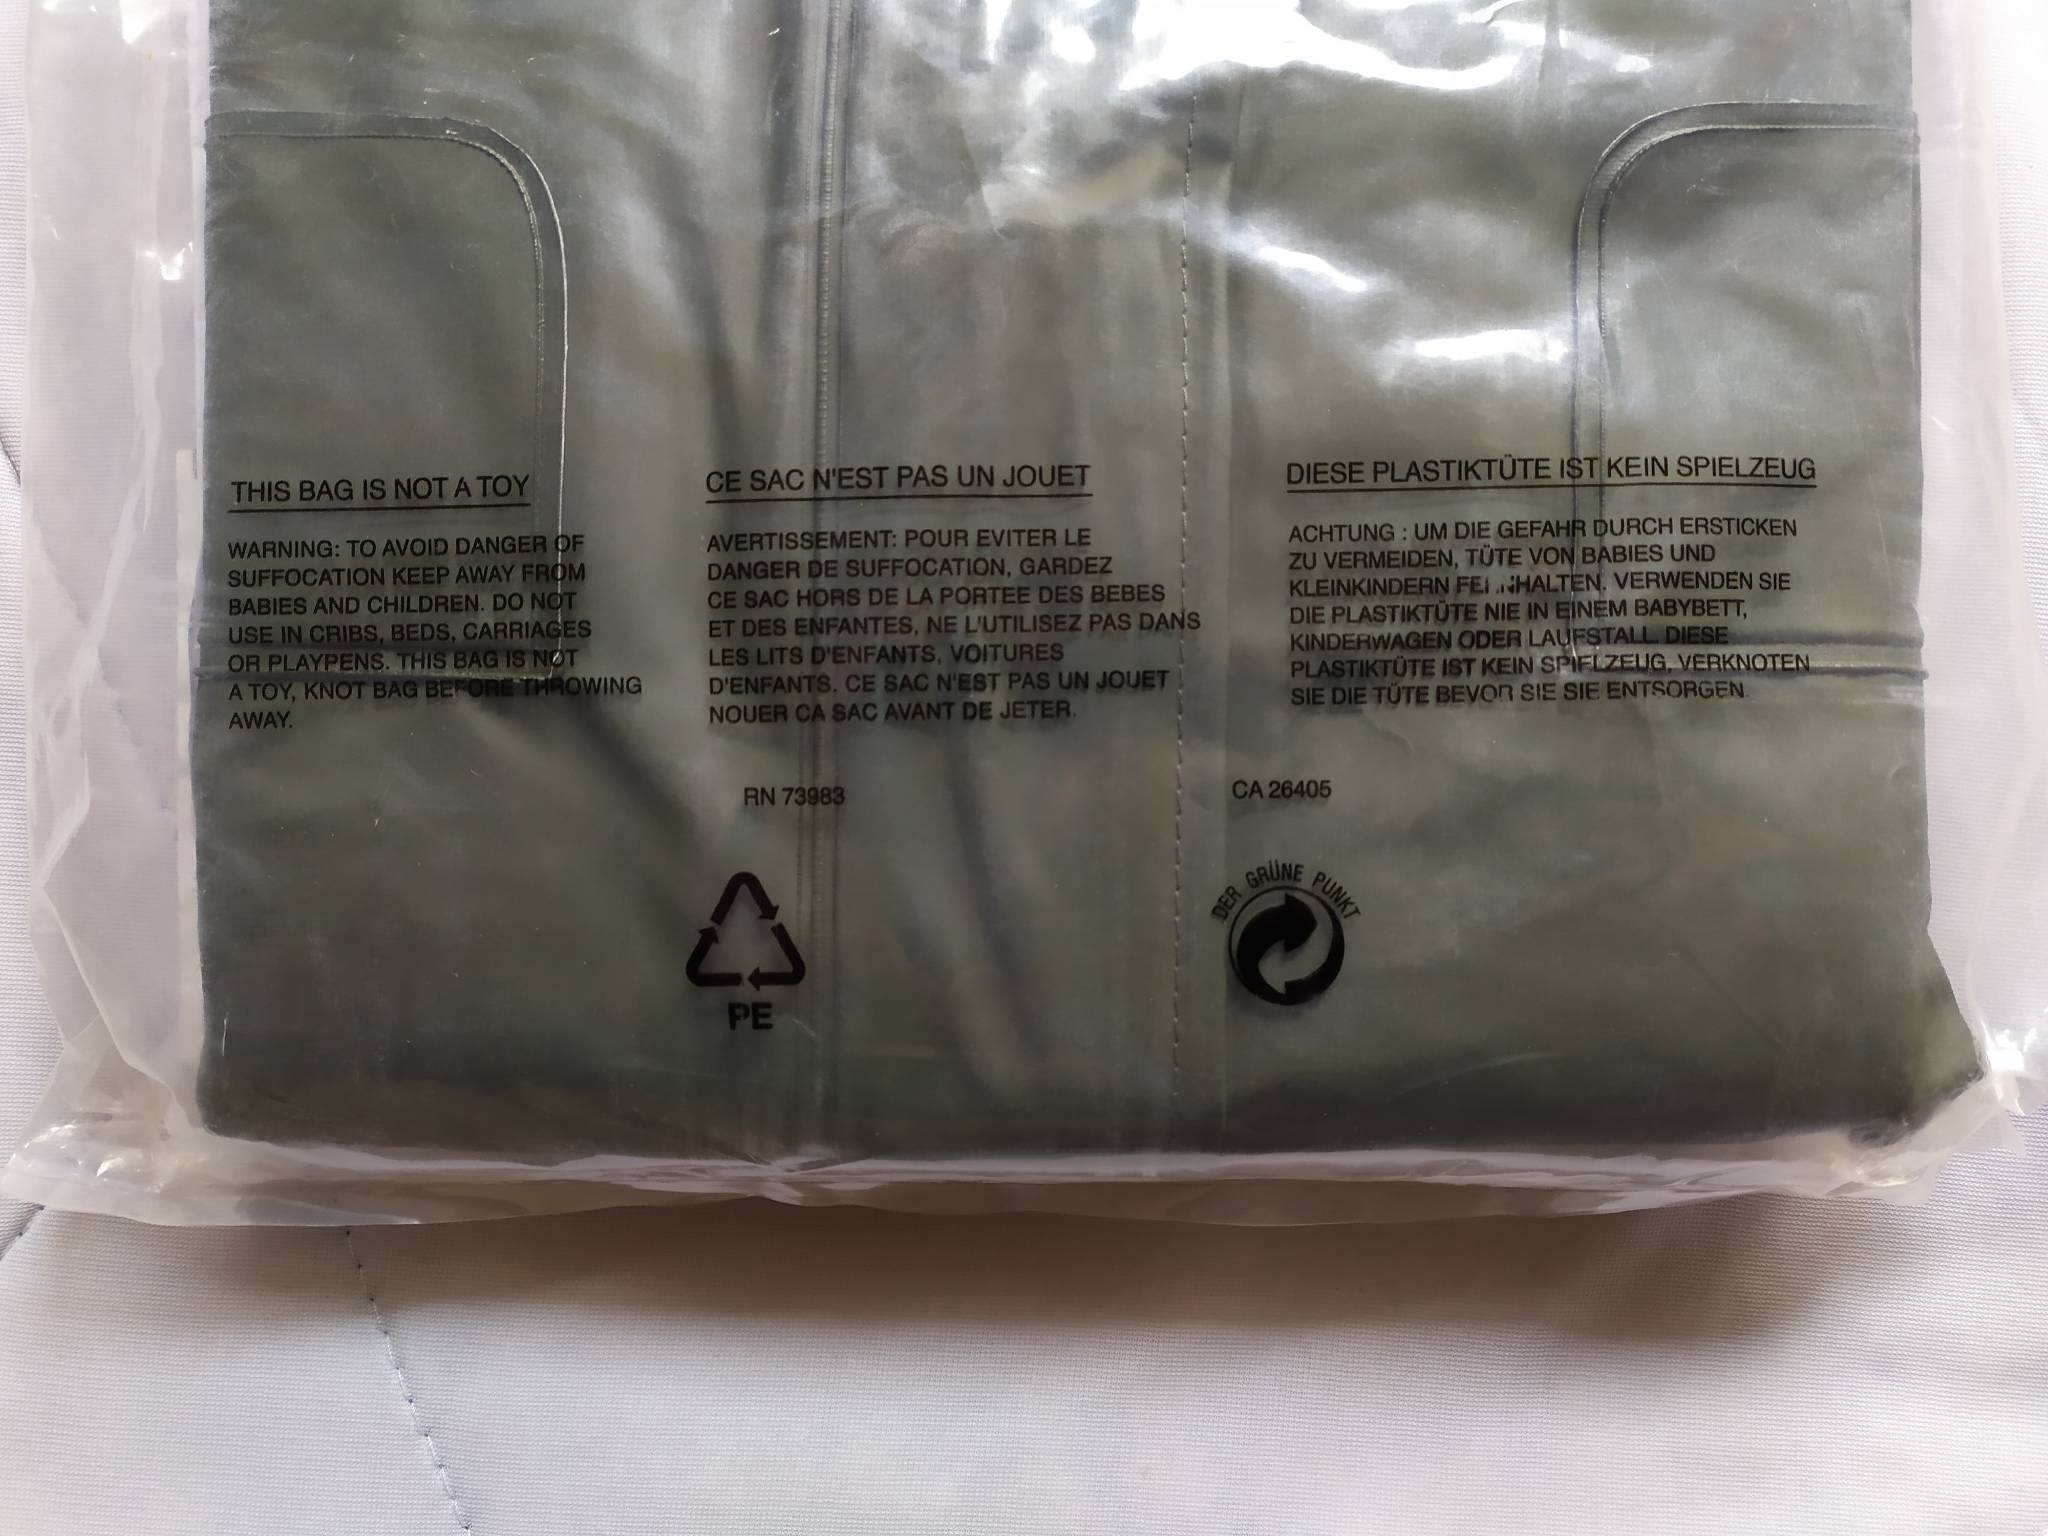 THIS BAG IS NOT A TOY
WARNING: TO AVOID DANGER OF
SUFFOCATION KEEP AWAY FROM
BABIES AND CHILDREN. DO NOT
USE IN CRIBS, BEDS, CARRIAGES
OR PLAYPENS. THIS BAG IS NOT
A TOY, KNOT BAG BEFORE THROWING
AWAY.
CE SAC N'EST PAS UN JOUET
AVERTISSEMENT: POUR EVITER LE
DANGER DE SUFFOCATION, GARDEZ
CE SAC HORS DE LA PORTEE DES BEBES
ET DES ENFANTES, NE L'UTILISEZ PAS DANS
LES LITS D'ENFANTS, VOITURES
D'ENFANTS. CE SAC N'EST PAS UN JOUET
NOUER CA SAC AVANT DE JETER.
DIESE PLASTIKTÜTE IST KEIN SPIELZEUG
ACHTUNG : UM DIE GEFAHR DURCH ERSTICKEN
ZU VERMEIDEN, TÜTE VON BABIES UND
KLEINKINDERN VERWENDEN SIE
DIE PLASTIKTÜTE NIE IN EINEM BABYBETT,
KINDERWAGEN ODER LAUFSTALL. DIESE
PLASTIKTÜTE IST KEIN SPIELZEUG, VERKNOTEN
SIE DIE TÜTE BEVOR SIE SIE ENTSORGEN.
RN 73983
CA 26405
PE
DER GRÜNE PUNKT